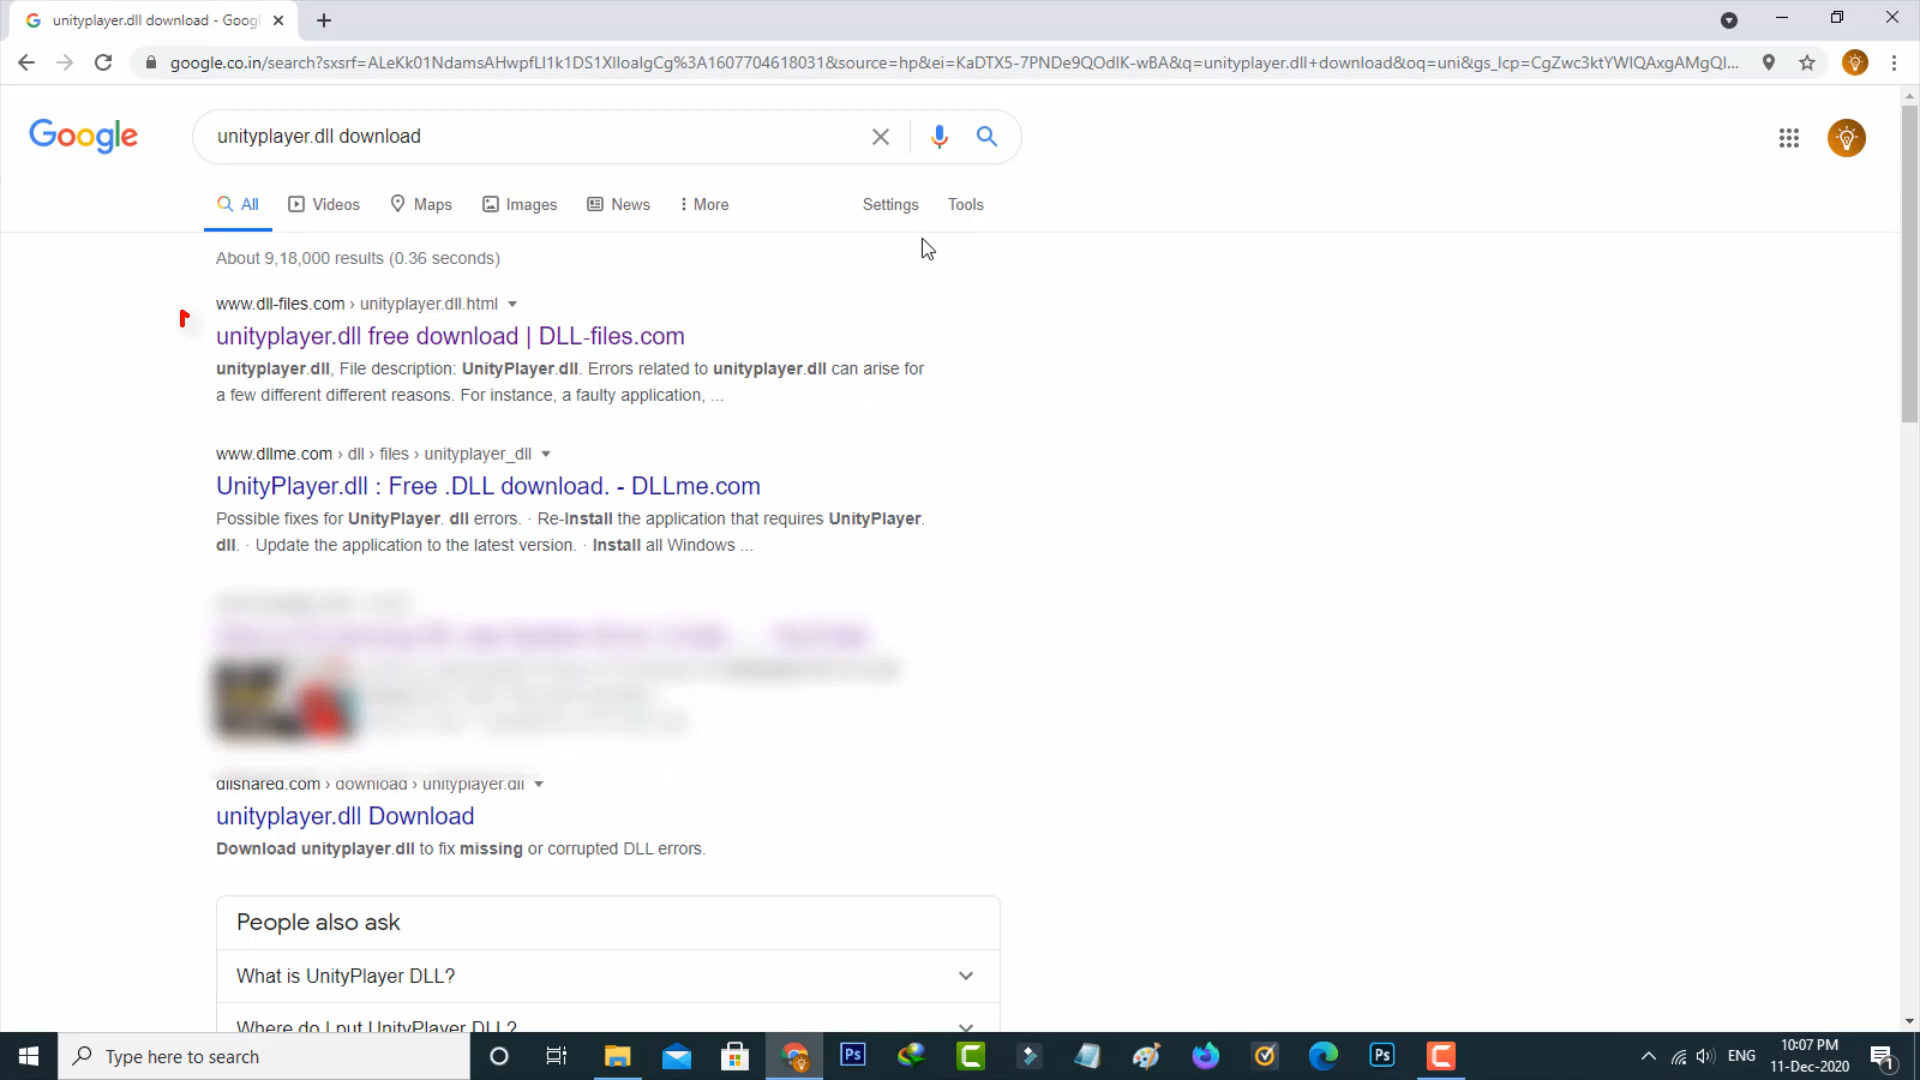 unityplayer.dll download - Goog
google.co.in/search?sxsrf=ALeKk01NdamsAHwpfLI1k1DS1XIloaIgCg%3A1607704618031&source=hp&ei=KaDTX5-7PNDe9QOdIK-wBA&q=unityplayer.dll+download&oq=uni&gs_lcp=CgZwc3ktYWIQAxgAMgQI...
Google
unityplayer.dll download
All Videos Maps Images News More Settings Tools
About 9,18,000 results (0.36 seconds)
www.dll-files.com › unityplayer.dll.html
unityplayer.dll free download | DLL-files.com
unityplayer.dll, File description: UnityPlayer.dll. Errors related to unityplayer.dll can arise for
a few different different reasons. For instance, a faulty application, ...
www.dllme.com › dll › files › unityplayer_dll
UnityPlayer.dll : Free .DLL download. - DLLme.com
Possible fixes for UnityPlayer. dll errors. · Re-Install the application that requires UnityPlayer.
dll. · Update the application to the latest version. · Install all Windows ...
dllshared.com › download › unityplayer.dll
unityplayer.dll Download
Download unityplayer.dll to fix missing or corrupted DLL errors.
People also ask
What is UnityPlayer DLL?
Where do I put UnityPlayer DLL?
Type here to search
Ps
Ps
ENG
10:07 PM
11-Dec-2020
1